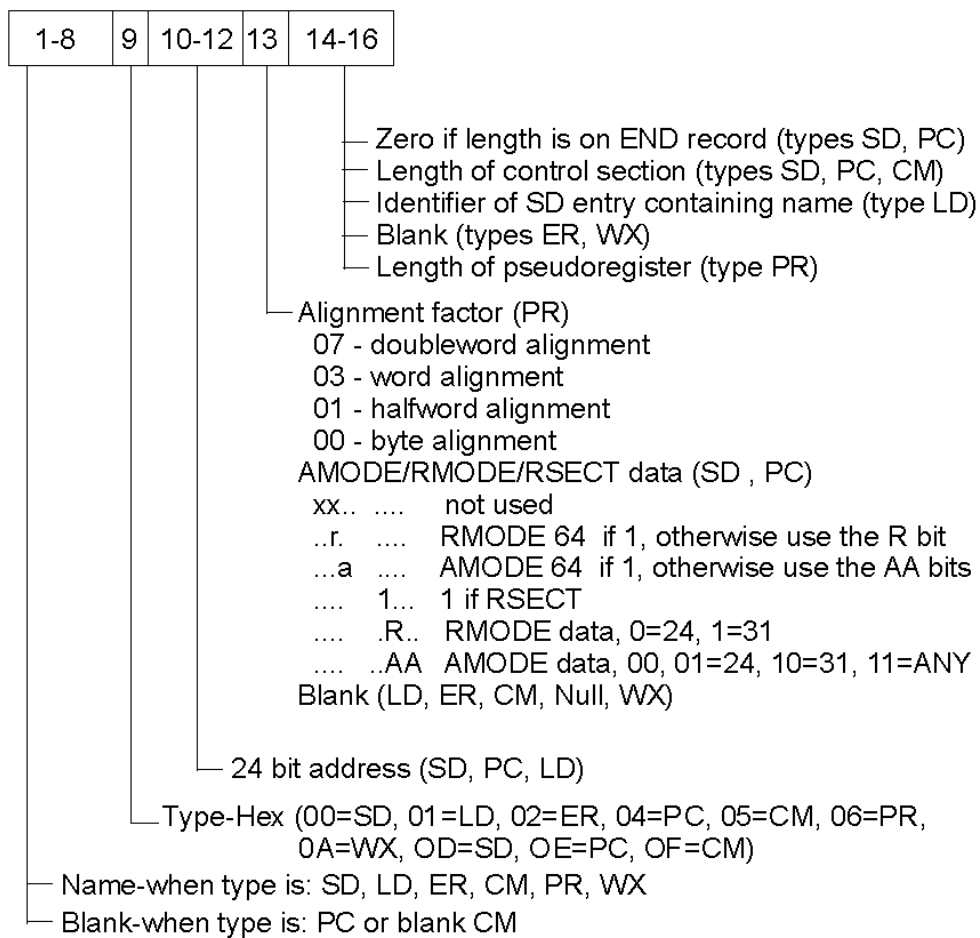 1-8 9 10-12 13 14-16
Zero if length is on END record (types SD, PC)
Length of control section (types SD, PC, CM)
Identifier of SD entry containing name (type LD)
Blank (types ER, WX)
Length of pseudoregister (type PR)
Alignment factor (PR)
07 - doubleword alignment
03 - word alignment
01 - halfword alignment
00 - byte alignment
AMODE/RMODE/RSECT data (SD , PC)
xx.. .... not used
..r. .... RMODE 64 if 1, otherwise use the R bit
...a .... AMODE 64 if 1, otherwise use the AA bits
.... 1... 1 if RSECT
.... .R.. RMODE data, 0=24, 1=31
.... ..AA AMODE data, 00, 01=24, 10=31, 11=ANY
Blank (LD, ER, CM, Null, WX)
24 bit address (SD, PC, LD)
Type-Hex (00=SD, 01=LD, 02=ER, 04=PC, 05=CM, 06=PR,
0A=WX, OD=SD, OE=PC, OF=CM)
Name-when type is: SD, LD, ER, CM, PR, WX
Blank-when type is: PC or blank CM